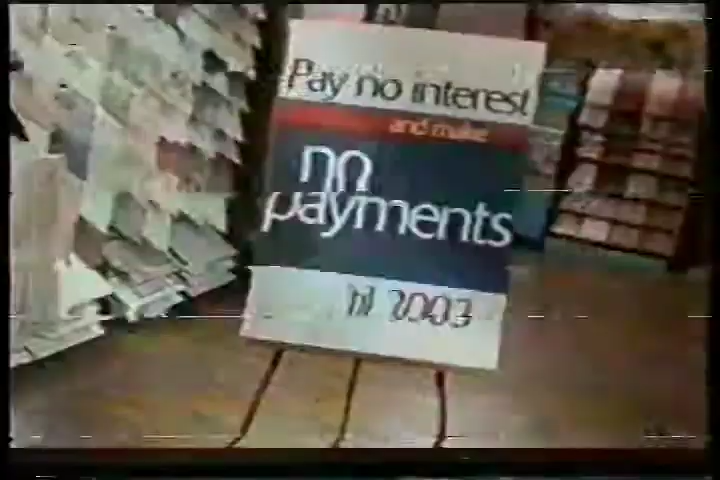 Pay no interest
and make
no
payments
til 2003